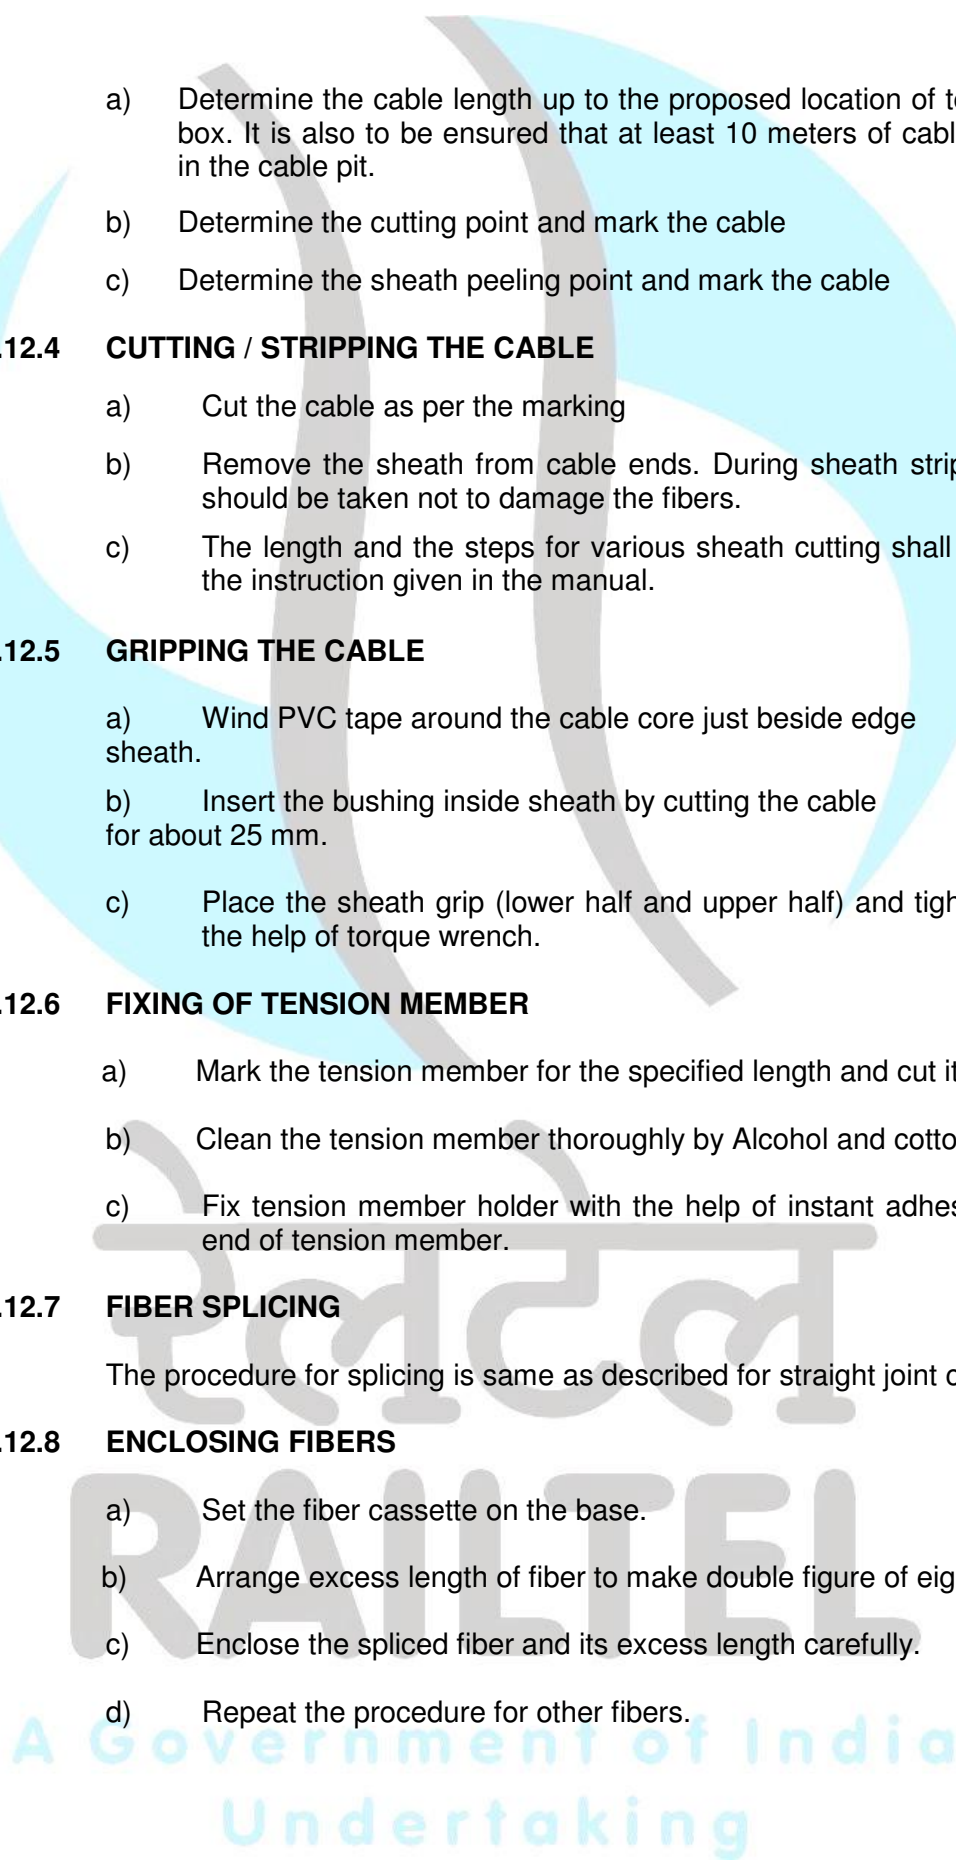 a) Determine the cable length up to the proposed location of
box. It is also to be ensured that at least 10 meters of
in the cable pit.
b) Determine the cutting point and mark the cable
c) Determine the sheath peeling point and mark the cable
.12.4 CUTTING / STRIPPING THE CABLE
a) Cut the cable as per the marking
b) Remove the sheath from cable ends. During sheath
should be taken not to damage the fibers.
c) The length and the steps for various sheath cutting shall
the instruction given in the manual.
.12.5 GRIPPING THE CABLE
a) Wind PVC tape around the cable core just beside edge
sheath.
b) Insert the bushing inside sheath by cutting the cable
for about 25 mm.
c) Place the sheath grip (lower half and upper half) and
the help of torque wrench.
.12.6 FIXING OF TENSION MEMBER
a) Mark the tension member for the specified length and cut it
b) Clean the tension member thoroughly by Alcohol and
c) Fix tension member holder with the help of instant
end of tension member.
.12.7 FIBER SPLICING
The procedure for splicing is same as described for straight joint
.12.8 ENCLOSING FIBERS
a) Set the fiber cassette on the base.
b) Arrange excess length of fiber to make double figure of
c) Enclose the spliced fiber and its excess length carefully.
d) Repeat the procedure for other fibers.
रेलटेल
RAILTEL
A Government of India
Undertaking